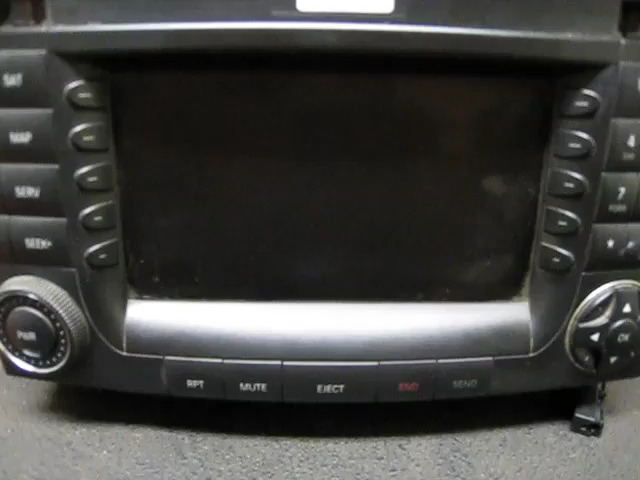 SAT
MAP
SERV
SEEK
PWR
RPT MUTE EJECT END SEND
4
7
*
OK